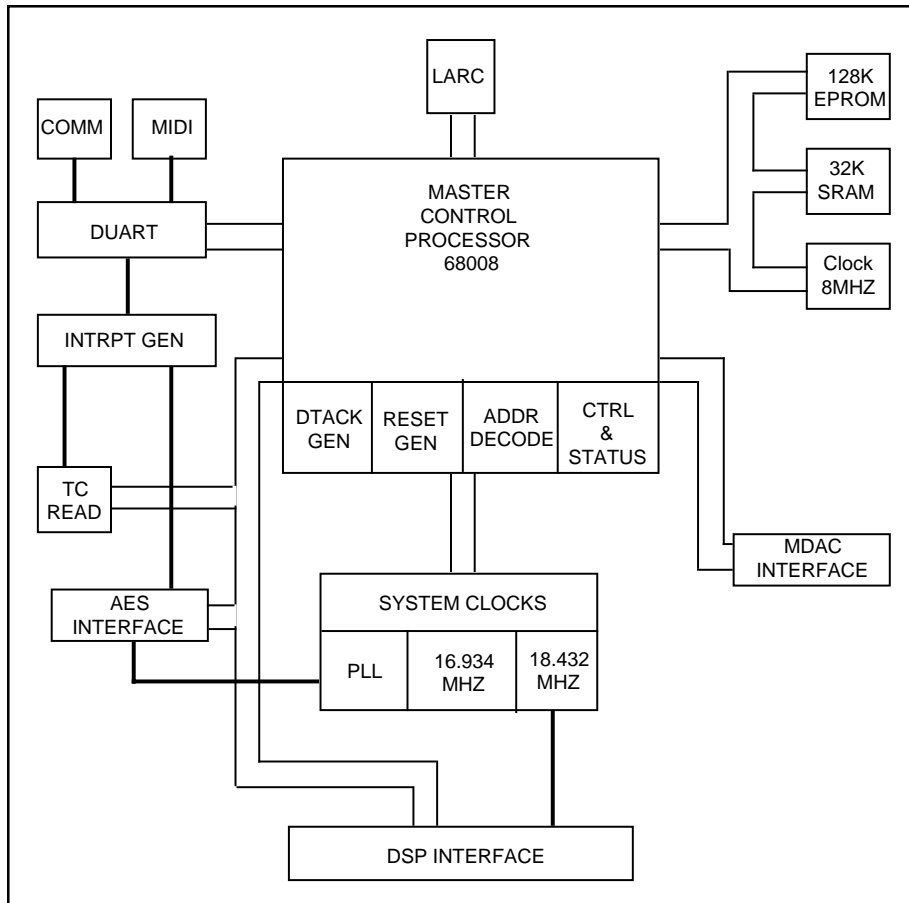 LARC
128K
EPROM
COMM
MIDI
32K
SRAM
MASTER
CONTROL
PROCESSOR
68008
DUART
Clock
8MHZ
INTRPT GEN
DTACK
GEN
RESET
GEN
ADDR
DECODE
CTRL
&
STATUS
TC
READ
MDAC
INTERFACE
AES
INTERFACE
SYSTEM CLOCKS
PLL
16.934
MHZ
18.432
MHZ
DSP INTERFACE